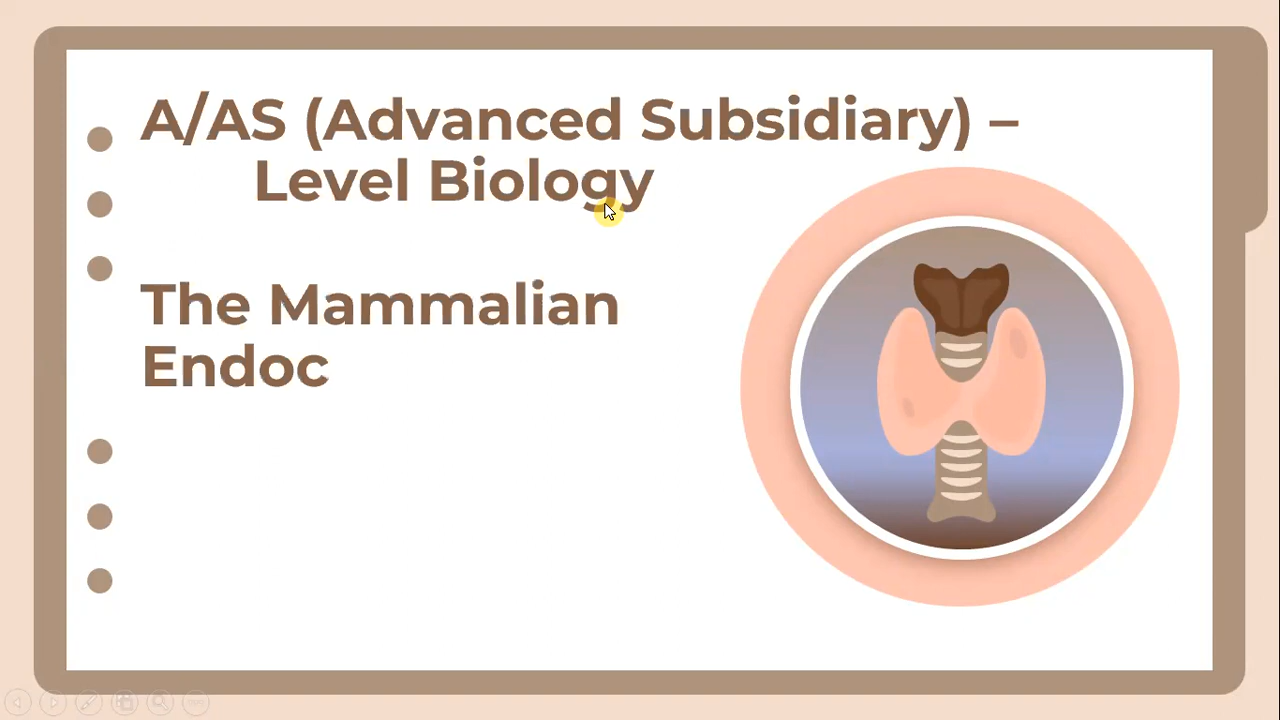 A/AS (Advanced Subsidiary) –
Level Biology
The Mammalian
Endoc